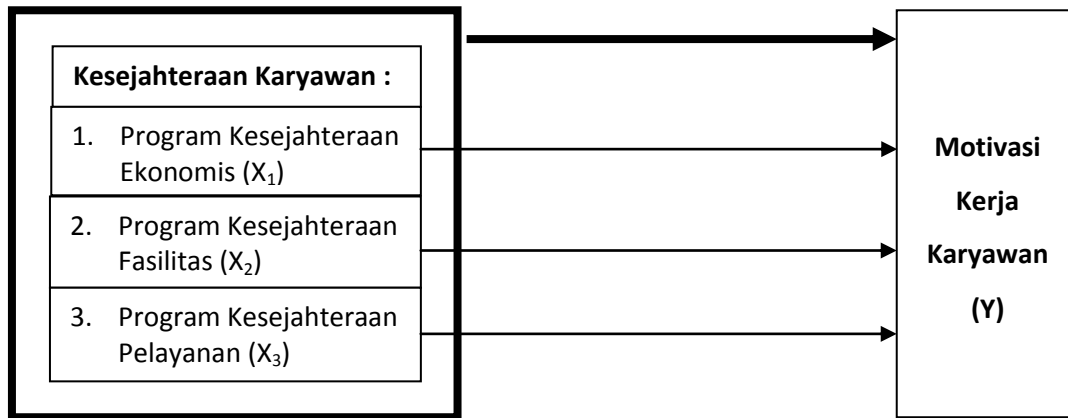 Kesejahteraan Karyawan :
1. Program Kesejahteraan
Ekonomis (X₁)
2. Program Kesejahteraan
Fasilitas (X₂)
3. Program Kesejahteraan
Pelayanan (X₃)
Motivasi
Kerja
Karyawan
(Y)